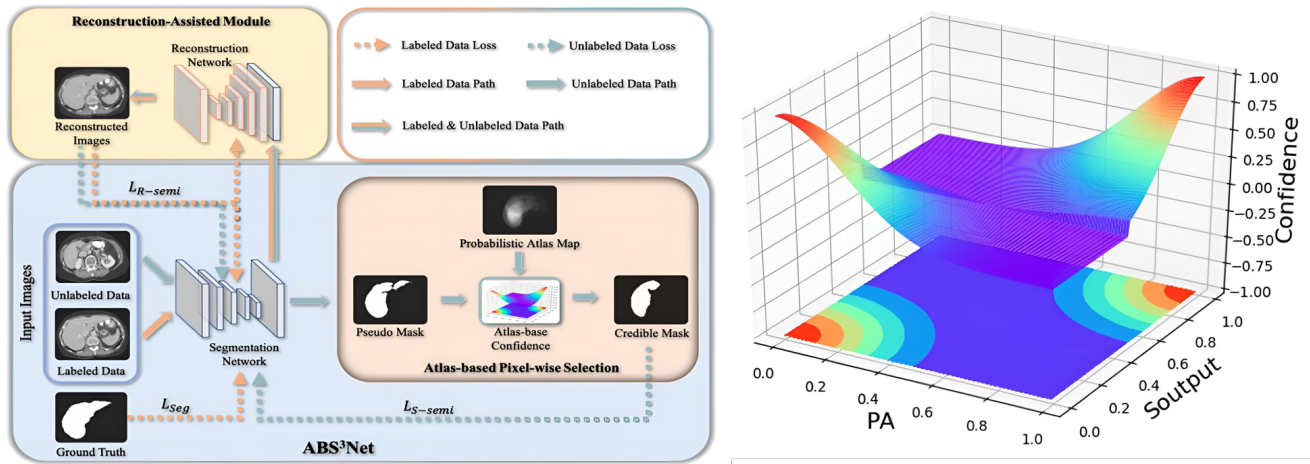 Reconstruction-Assisted Module
Reconstruction
Network
Reconstructed
Images
Labeled Data Loss
Unlabeled Data Loss
Labeled Data Path
Unlabeled Data Path
Labeled & Unlabeled Data Path
L_{R-semi}
Input Images
Unlabeled Data
Labeled Data
Segmentation
Network
Probabilistic Atlas Map
Pseudo Mask
Atlas-base
Confidence
Credible Mask
Atlas-based Pixel-wise Selection
L_{Seg}
L_{S-semi}
Ground Truth
ABS³Net
1.00
0.75
0.50
0.25
0.00
−0.25
−0.50
−0.75
−1.00
Confidence
0.0
0.2
0.4
0.6
0.8
1.0
PA
0.0
0.2
0.4
0.6
0.8
1.0
Soutput